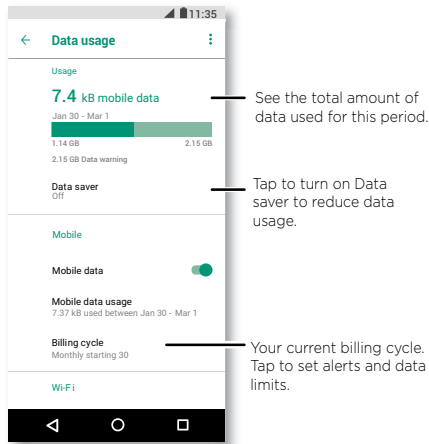 11:35
Data usage
Usage
7.4 kB mobile data
Jan 30 - Mar 1
1.14 GB 2.15 GB
2.15 GB Data warning
Data saver
Off
Mobile
Mobile data
Mobile data usage
7.37 kB used between Jan 30 - Mar 1
Billing cycle
Monthly starting 30
Wi-Fi
See the total amount of
data used for this period.
Tap to turn on Data
saver to reduce data
usage.
Your current billing cycle.
Tap to set alerts and data
limits.